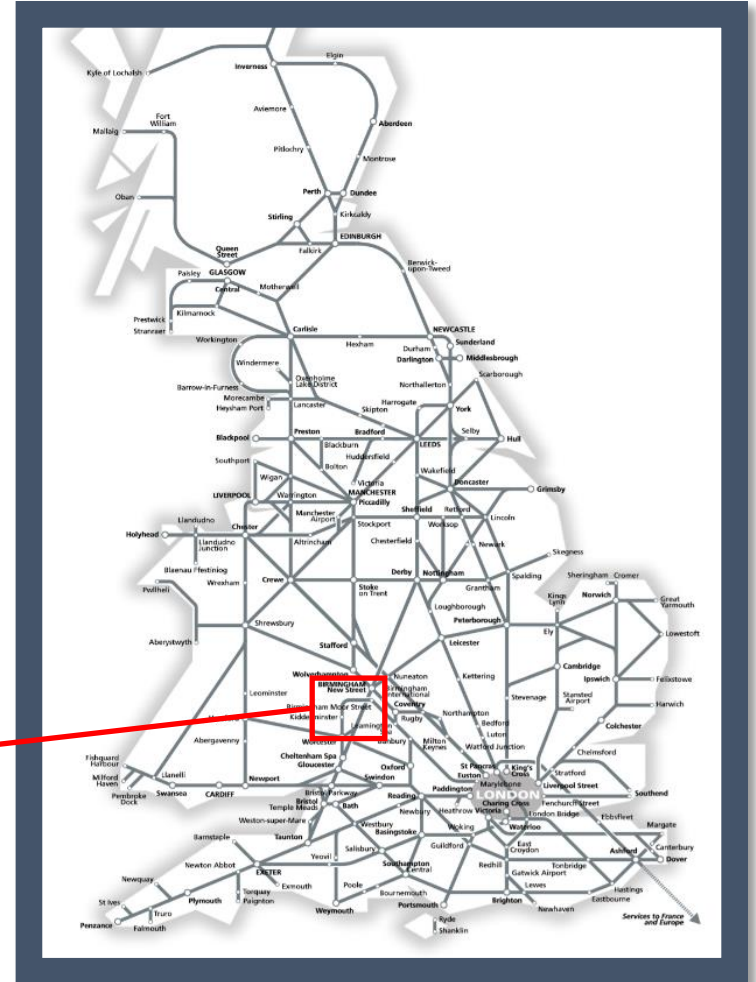 Elgin
Inverness
Kyle of Lochalsh
Aviemore
Fort
William
Aberdeen
Mallaig
Pitlochry
Montrose
Perth
Dundee
Oban
Stirling
Kirkcaldy
EDINBURGH
Queen
Street
Falkirk
Berwick-
upon-Tweed
Paisley
GLASGOW
Central
Motherwell
Prestwick
Kilmarnock
Stranraer
Carlisle
NEWCASTLE
Workington
Hexham
Sunderland
Durham
Darlington
Middlesbrough
Windermere
Scarborough
Oxenholme
Lake District
Northallerton
Barrow-in-Furness
Morecambe
Lancaster
Harrogate
York
Heysham Port
Skipton
Blackpool
Preston
Bradford
Selby
Hull
Blackburn
LEEDS
Southport
Huddersfield
Bolton
Wakefield
Wigan
Victoria
Doncaster
Grimsby
LIVERPOOL
Warrington
MANCHESTER
Piccadilly
Sheffield
Retford
Manchester
Airport
Stockport
Worksop
Lincoln
Llandudno
Chester
Holyhead
Llandudno
Junction
Altrincham
Chesterfield
Newark
Skegness
Blaenau Ffestiniog
Wrexham
Crewe
Stoke
on Trent
Derby
Nottingham
Grantham
Spalding
Sheringham
Cromer
Pwllheli
Kings
Lynn
Norwich
Great
Yarmouth
Loughborough
Shrewsbury
Peterborough
Ely
Aberystwyth
Stafford
Leicester
Lowestoft
Wolverhampton
Nuneaton
Kettering
Cambridge
BIRMINGHAM
New Street
Birmingham
International
Ipswich
Felixstowe
Leominster
Stevenage
Stansted
Airport
Birmingham Moor Street
Coventry
Harwich
Kidderminster
Rugby
Northampton
Leamington
Bedford
Colchester
Abergavenny
Worcester
Banbury
Milton
Keynes
Luton
Watford Junction
Chelmsford
Fishguard
Harbour
Cheltenham Spa
Gloucester
Oxford
St Pancras
King's
Cross
Stratford
Milford
Haven
Llanelli
Newport
Swindon
Euston
Marylebone
Liverpool Street
Pembroke
Dock
Swansea
CARDIFF
Bristol Parkway
Reading
Paddington
LONDON
Southend
Bristol
Temple Meads
Bath
Charing Cross
Fenchurch Street
Weston-super-Mare
Newbury
Heathrow
Victoria
London Bridge
Ebbsfleet
Westbury
Basingstoke
Woking
Waterloo
Margate
Barnstaple
Taunton
Salisbury
Guildford
East
Croydon
Ashford
Canterbury
Yeovil
Southampton
Central
Redhill
Tonbridge
Dover
Newton Abbot
EXETER
Gatwick Airport
Newquay
Exmouth
Poole
Bournemouth
Lewes
Hastings
St Ives
Plymouth
Torquay
Paignton
Eastbourne
Truro
Weymouth
Portsmouth
Brighton
Newhaven
Penzance
Falmouth
Ryde
Shanklin
Services to France
and Europe